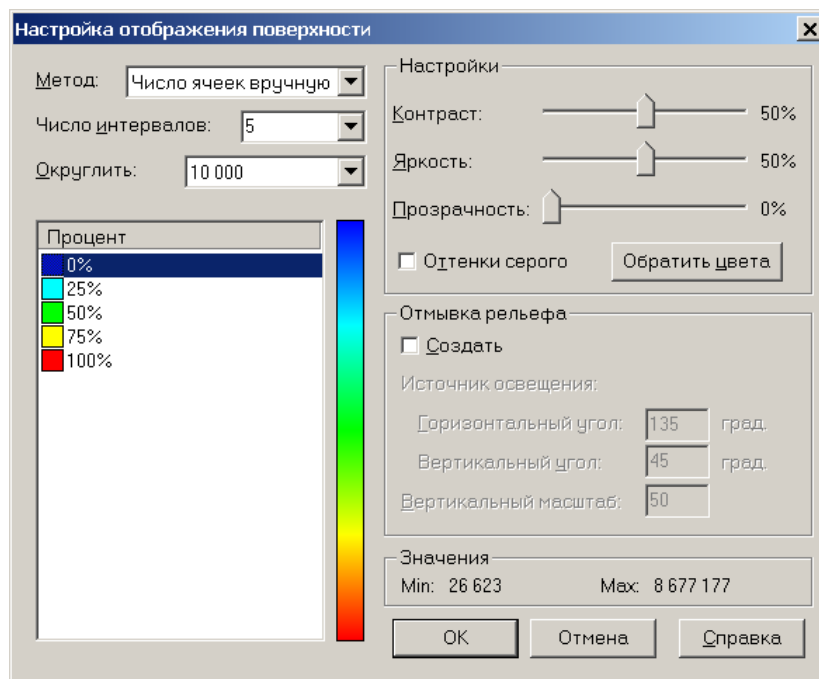 Настройка отображения поверхности
Метод: Число ячеек вручную
Число интервалов: 5
Округлить: 10 000
Процент
0%
25%
50%
75%
100%
Настройки
Контраст: 50%
Яркость: 50%
Прозрачность: 0%
Оттенки серого Обратить цвета
Отмывка рельефа
Создать
Источник освещения:
Горизонтальный угол: 135 град.
Вертикальный угол: 45 град.
Вертикальный масштаб: 50
Значения
Min: 26 623 Max: 8 677 177
OK Отмена Справка